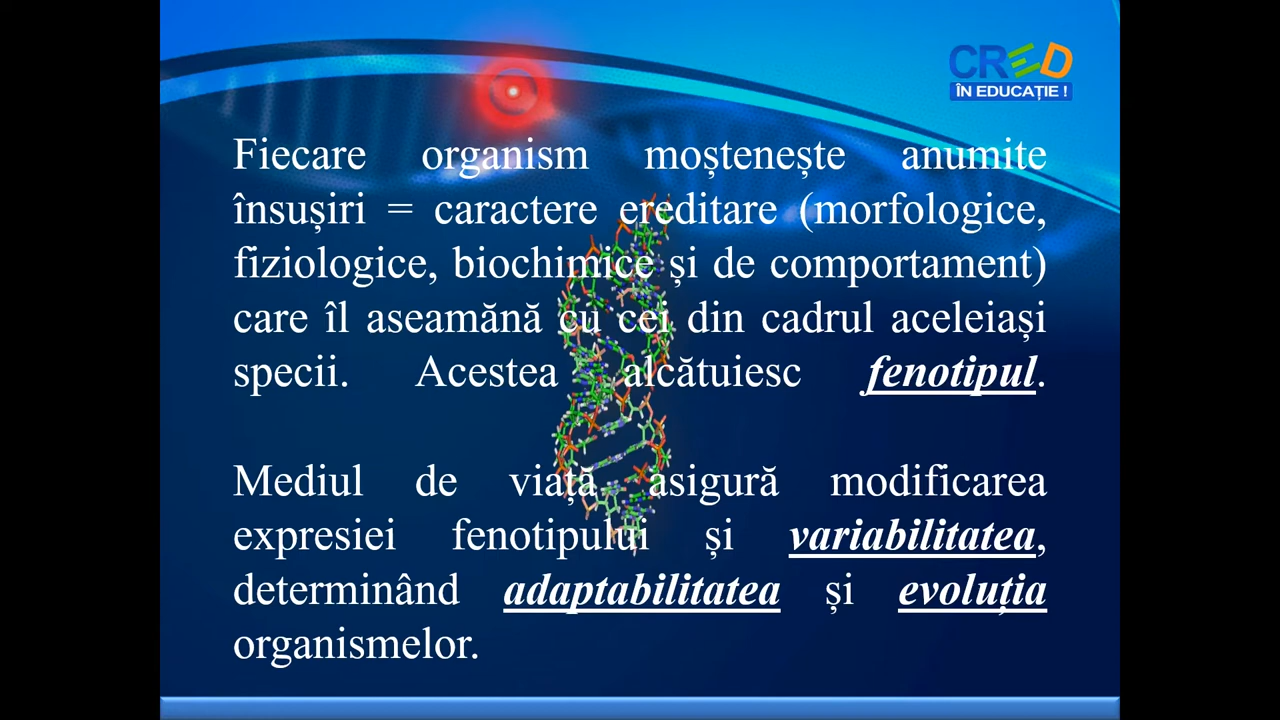 CRED
ÎN EDUCAȚIE !
Fiecare organism moștenește anumite
însușiri = caractere ereditare (morfologice,
fiziologice, biochimice și de comportament)
care îl aseamănă cu cei din cadrul aceleiași
specii. Acestea alcătuiesc fenotipul.
Mediul de viață asigură modificarea
expresiei fenotipului și variabilitatea,
determinând adaptabilitatea și evoluția
organismelor.